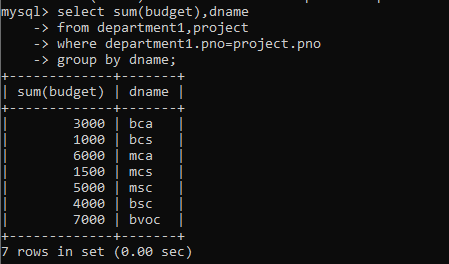 mysql> select sum(budget),dname
    -> from department1,project
    -> where department1.pno=project.pno
    -> group by dname;
+-------------+-------+
| sum(budget) | dname |
+-------------+-------+
|        3000 | bca   |
|        1000 | bcs   |
|        6000 | mca   |
|        1500 | mcs   |
|        5000 | msc   |
|        4000 | bsc   |
|        7000 | bvoc  |
+-------------+-------+
7 rows in set (0.00 sec)